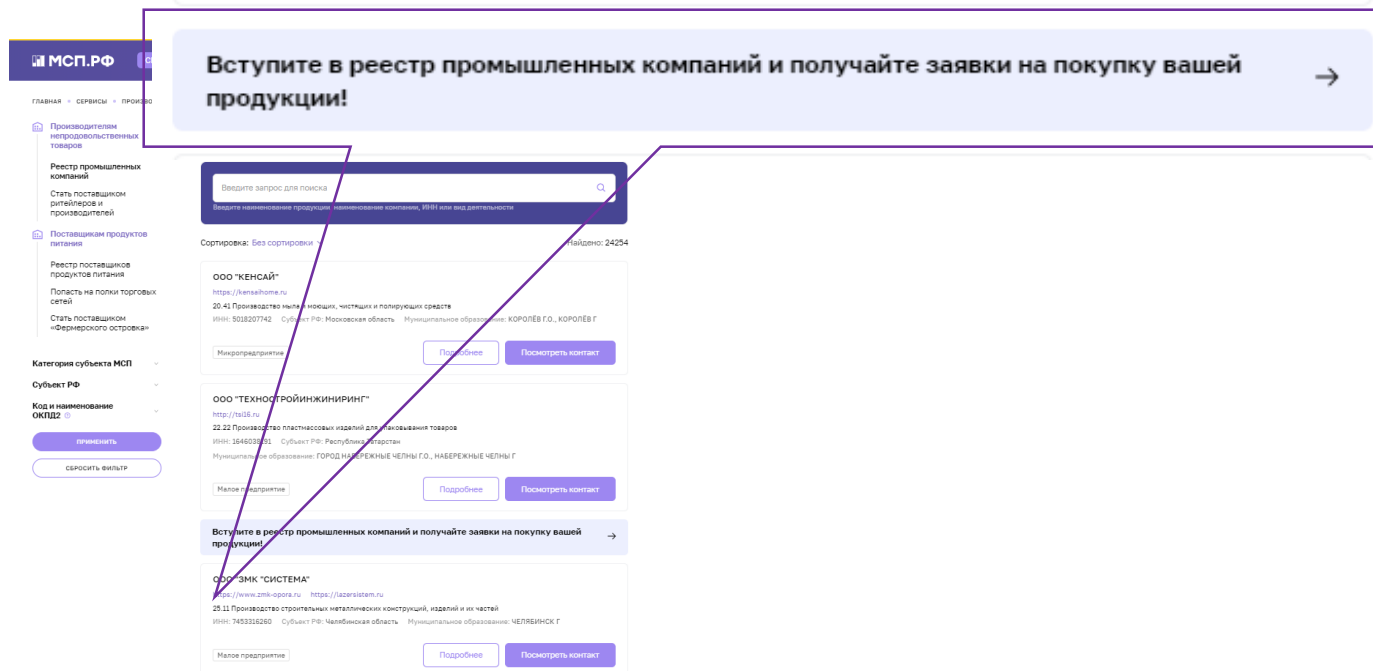 МСП.РФ
Вступите в реестр промышленных компаний и получайте заявки на покупку вашей
продукции!
ГЛАВНАЯ
СЕРВИСЫ
Производителям
непродовольственных
товаров
Реестр промышленных
компаний
Стать поставщиком
ритейлеров и
производителей
Поставщикам продуктов
питания
Реестр поставщиков
продуктов питания
Попасть на полки торговых
сетей
Стать поставщиком
«Фермерского островка»
Категория субъекта МСП
Субъект РФ
Код и наименование
ОКПД2
ПРИМЕНИТЬ
СБРОСИТЬ ФИЛЬТР
Введите запрос для поиска
Введите наименование продукции, наименование компании, ИНН или вид деятельности
Сортировка: Без сортировки
Найдено: 24254
ООО "КЕНСАЙ"
https://kensaihome.ru
20.41 Производство мыла и моющих, чистящих и полирующих средств
ИНН: 5018207742 Субъект РФ: Московская область Муниципальное образование: КОРОЛЁВ Г.О., КОРОЛЁВ Г
Микропредприятие
Подробнее
Посмотреть контакт
ООО "ТЕХНОСТРОЙИНЖИНИРИНГ"
http://tsi16.ru
22.22 Производство пластмассовых изделий для упаковывания товаров
ИНН: Субъект РФ: Республика Татарстан
Муниципальное образование: ГОРОД НАБЕРЕЖНЫЕ ЧЕЛНЫ Г.О., НАБЕРЕЖНЫЕ ЧЕЛНЫ Г
Малое предприятие
Подробнее
Посмотреть контакт
Вступите в реестр промышленных компаний и получайте заявки на покупку вашей
продукции!
ООО "ЗМК "СИСТЕМА"
https://www.zmk-opora.ru https://lazersistem.ru
25.11 Производство строительных металлических конструкций, изделий и их частей
ИНН: 7453316260 Субъект РФ: Челябинская область Муниципальное образование: ЧЕЛЯБИНСК Г
Малое предприятие
Подробнее
Посмотреть контакт